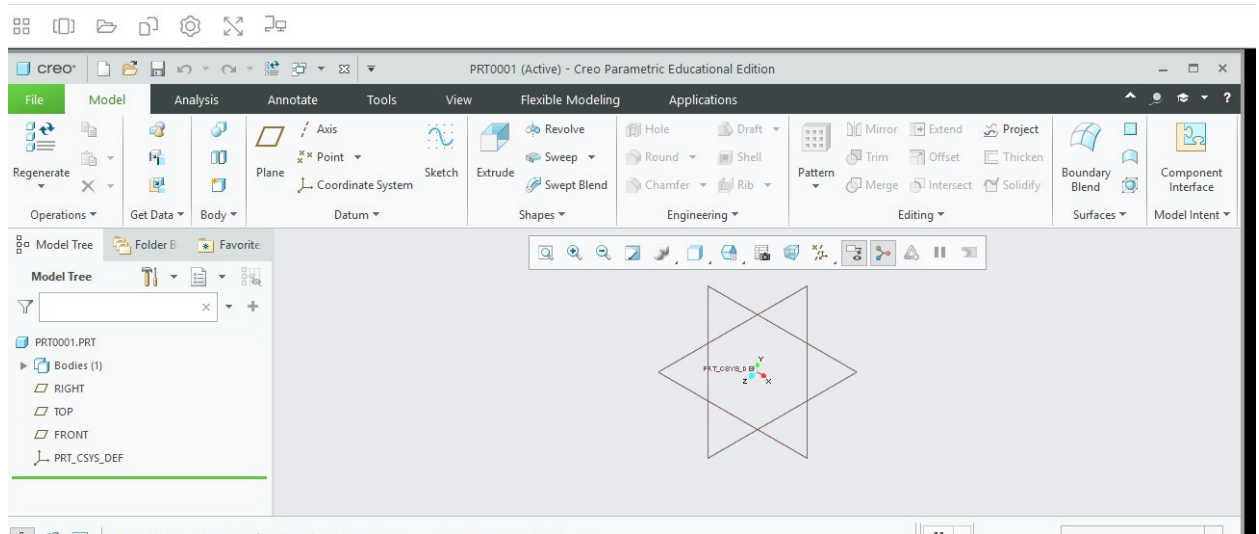 creo® PRT0001 (Active) - Creo Parametric Educational Edition
File Model Analysis Annotate Tools View Flexible Modeling Applications
Regenerate
Operations
Get Data
Body
Plane
Axis
Point
Coordinate System
Sketch
Datum
Extrude
Revolve
Sweep
Swept Blend
Shapes
Hole Draft
Round Shell
Chamfer Rib
Engineering
Pattern
Mirror Extend Project
Trim Offset Thicken
Merge Intersect Solidify
Editing
Boundary Blend
Surfaces
Component Interface
Model Intent
Model Tree Folder B Favorite
Model Tree
PRT0001.PRT
Bodies (1)
RIGHT
TOP
FRONT
PRT_CSYS_DEF
PRT_CSYS_DEF
Y
Z X